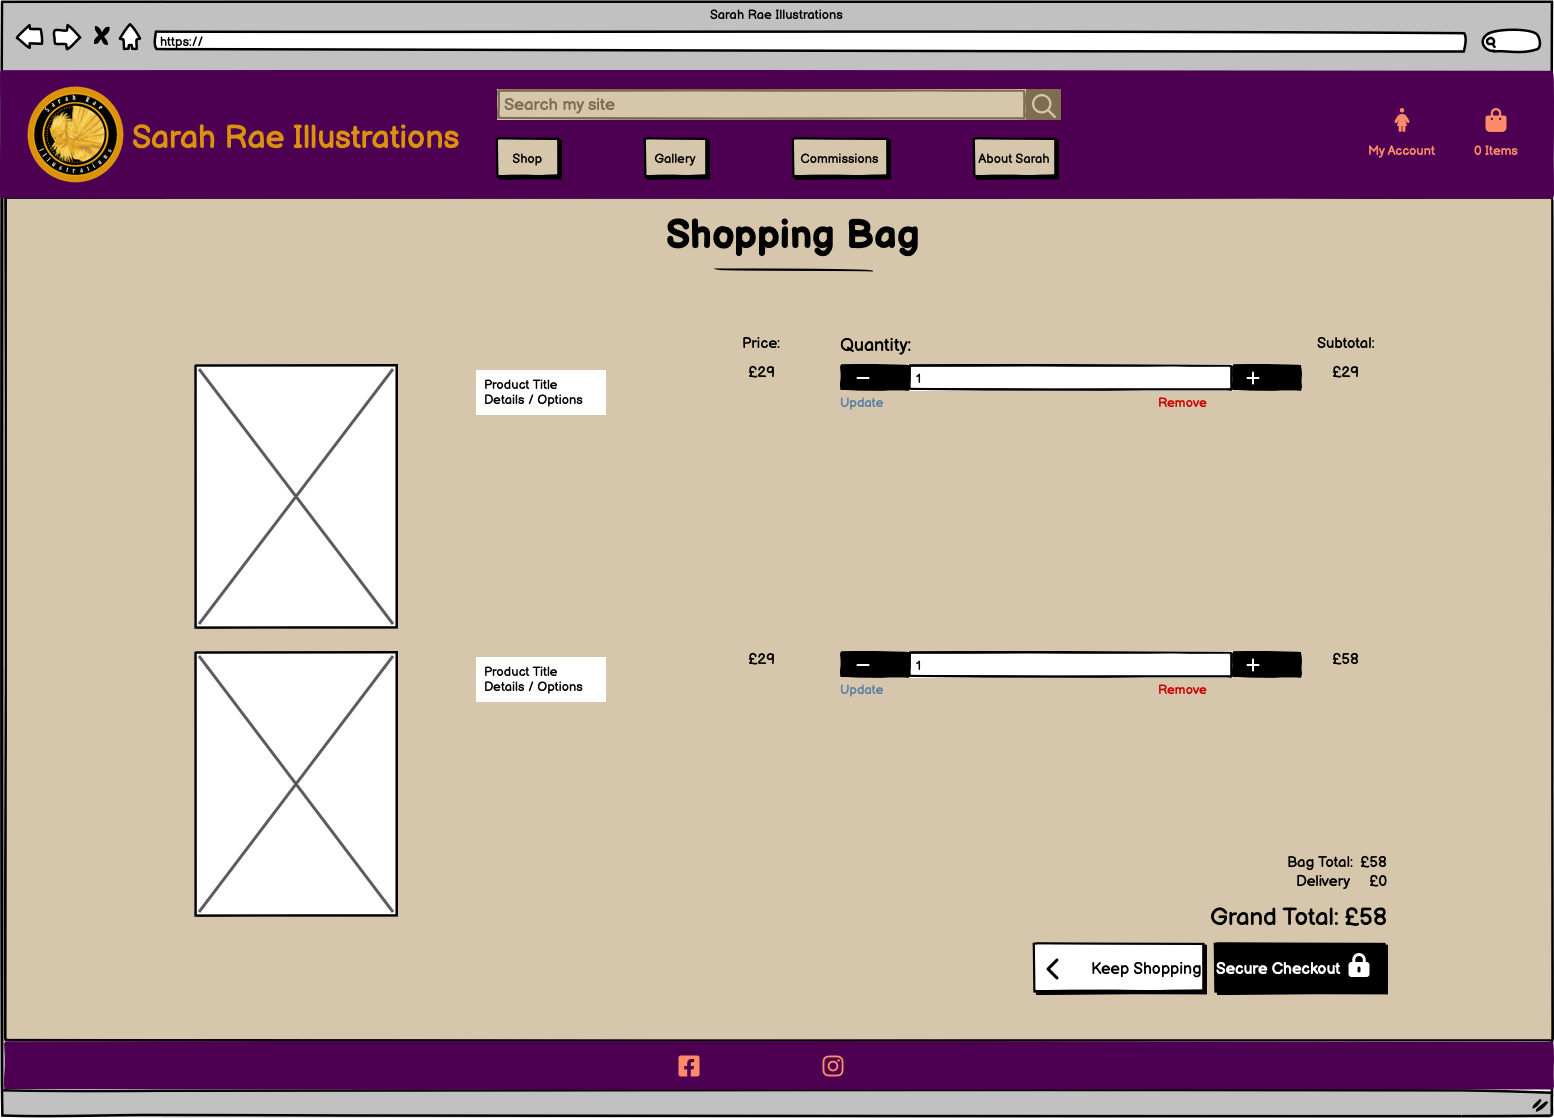 Sarah Rae Illustrations
https://
Sarah Rae
Illustrations
Sarah Rae Illustrations
Search my site
Shop
Gallery
Commissions
About Sarah
My Account
0 Items
Shopping Bag
Price:
Quantity:
Subtotal:
Product Title
Details / Options
£29
1
£29
Update
Remove
Product Title
Details / Options
£29
1
£58
Update
Remove
Bag Total: £58
Delivery £0
Grand Total: £58
Keep Shopping
Secure Checkout